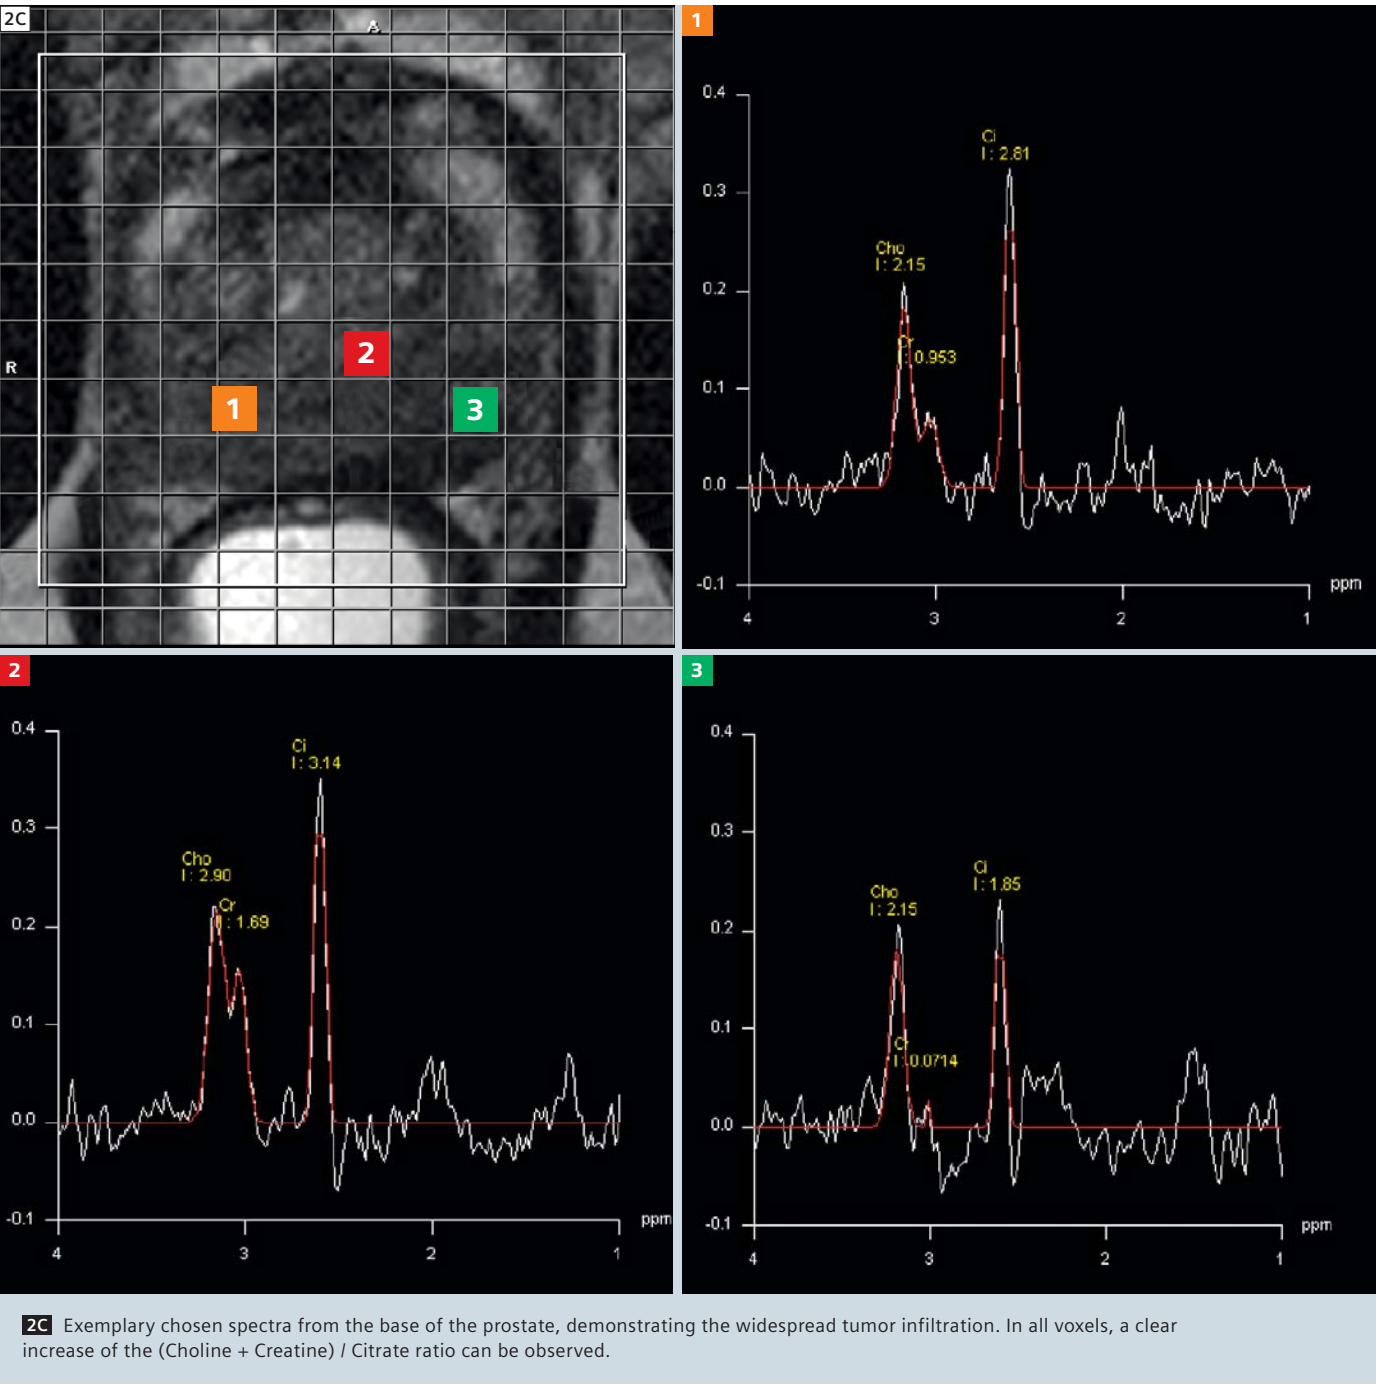 2C
A
R
1
2
3
1
0.4
0.3
0.2
0.1
0.0
-0.1
Ci
I : 2.81
Cho
I : 2.15
Cr
I : 0.953
4 3 2 1
ppm
2
0.4
0.3
0.2
0.1
0.0
-0.1
Ci
I : 3.14
Cho
I : 2.90
Cr
I : 1.69
4 3 2 1
ppm
3
0.4
0.3
0.2
0.1
0.0
-0.1
Ci
I : 1.85
Cho
I : 2.15
Cr
I : 0.0714
4 3 2 1
ppm
2C Exemplary chosen spectra from the base of the prostate, demonstrating the widespread tumor infiltration. In all voxels, a clear
increase of the (Choline + Creatine) / Citrate ratio can be observed.